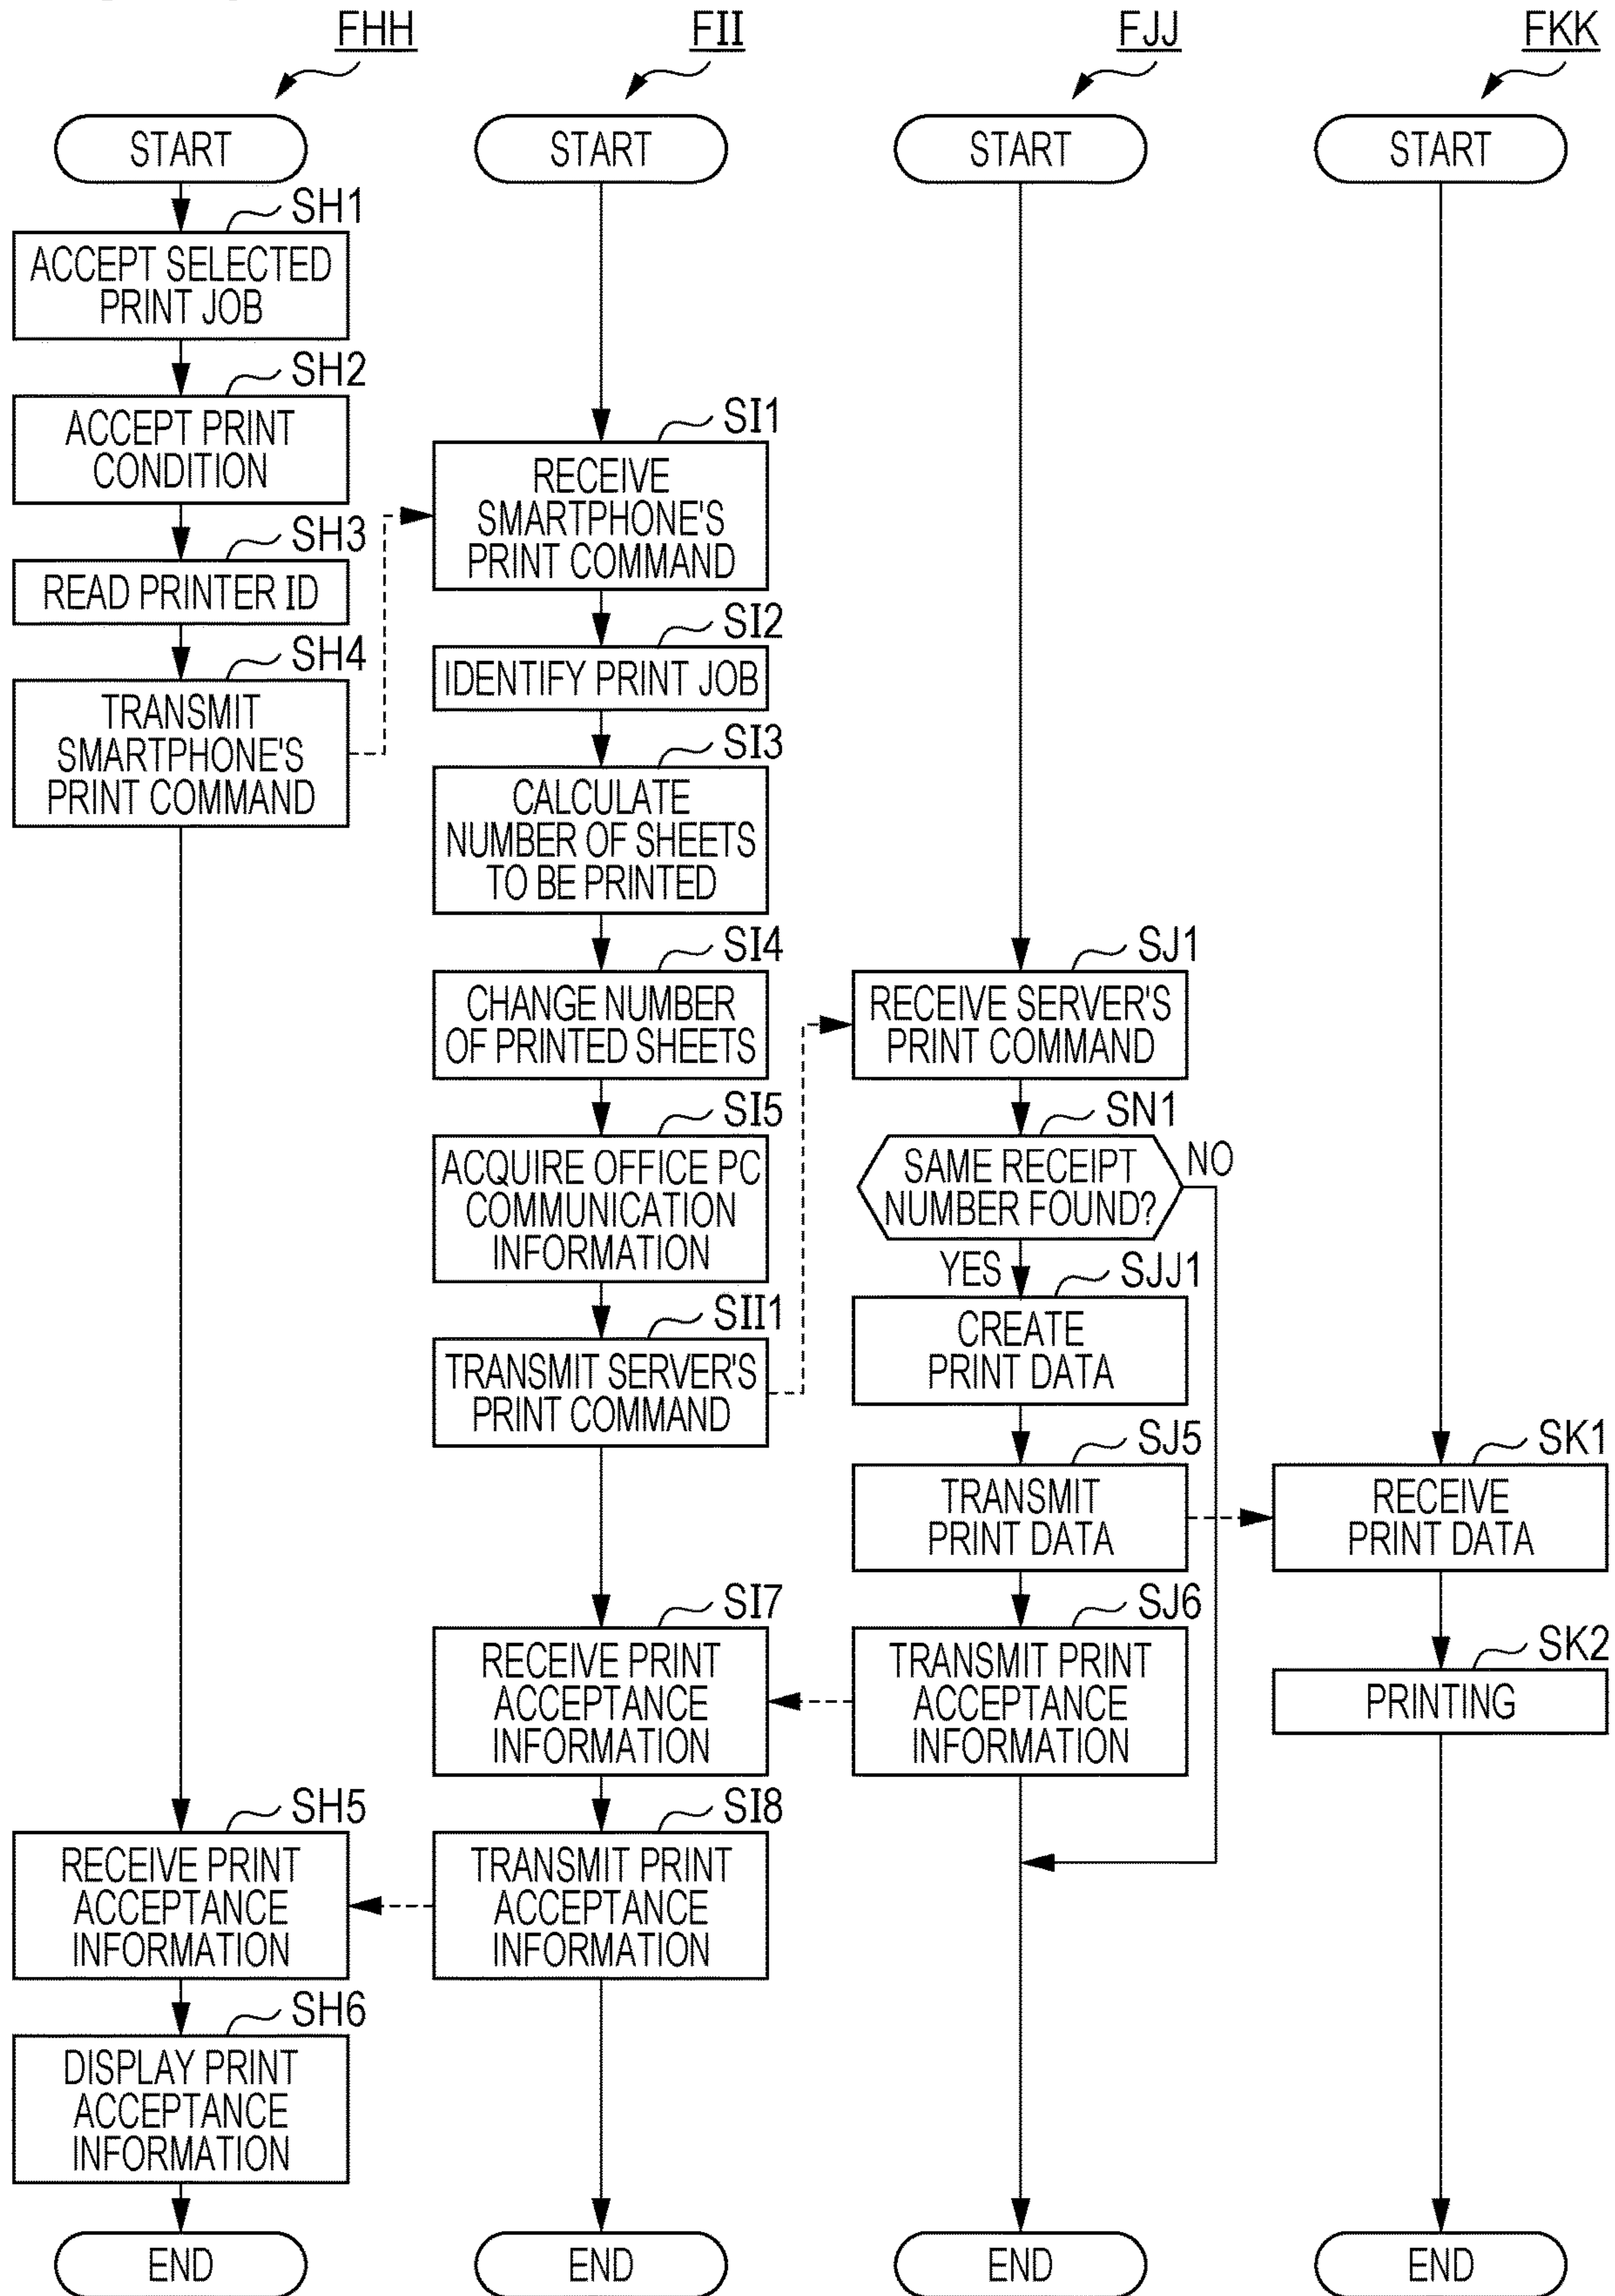 FHH
FII
FJJ
FKK
START
START
START
START
SH1
ACCEPT SELECTED
PRINT JOB
SH2
ACCEPT PRINT
CONDITION
SH3
READ PRINTER ID
SH4
TRANSMIT
SMARTPHONE'S
PRINT COMMAND
SH5
RECEIVE PRINT
ACCEPTANCE
INFORMATION
SH6
DISPLAY PRINT
ACCEPTANCE
INFORMATION
END
SI1
RECEIVE
SMARTPHONE'S
PRINT COMMAND
SI2
IDENTIFY PRINT JOB
SI3
CALCULATE
NUMBER OF SHEETS
TO BE PRINTED
SI4
CHANGE NUMBER
OF PRINTED SHEETS
SI5
ACQUIRE OFFICE PC
COMMUNICATION
INFORMATION
SII1
TRANSMIT SERVER'S
PRINT COMMAND
SI7
RECEIVE PRINT
ACCEPTANCE
INFORMATION
SI8
TRANSMIT PRINT
ACCEPTANCE
INFORMATION
END
SJ1
RECEIVE SERVER'S
PRINT COMMAND
SN1
SAME RECEIPT
NUMBER FOUND?
NO
YES
SJJ1
CREATE
PRINT DATA
SJ5
TRANSMIT
PRINT DATA
SJ6
TRANSMIT PRINT
ACCEPTANCE
INFORMATION
END
SK1
RECEIVE
PRINT DATA
SK2
PRINTING
END